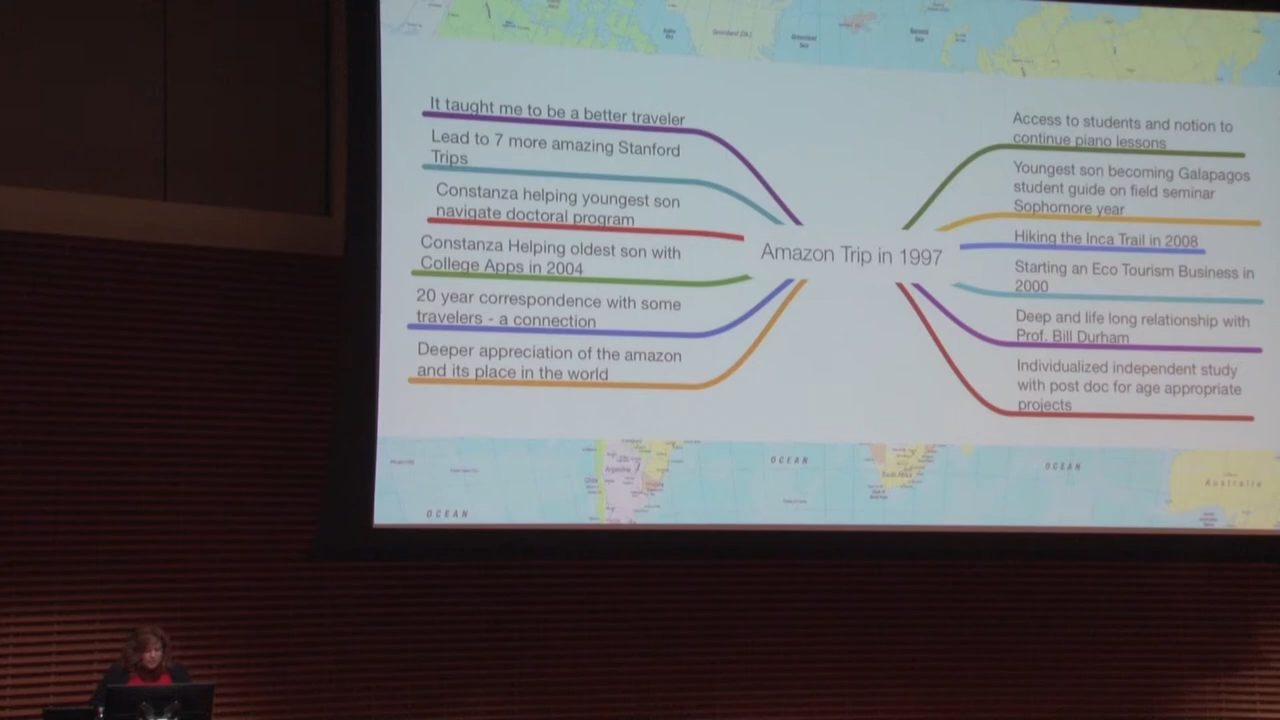 It taught me to be a better traveler
Lead to 7 more amazing Stanford
Trips
Constanza helping youngest son
navigate doctoral program
Constanza Helping oldest son with
College Apps in 2004
20 year correspondence with some
travelers - a connection
Deeper appreciation of the amazon
and its place in the world
Amazon Trip in 1997
Access to students and notion to
continue piano lessons
Youngest son becoming Galapagos
student guide on field seminar
Sophomore year
Hiking the Inca Trail in 2008
Starting an Eco Tourism Business in
2000
Deep and life long relationship with
Prof. Bill Durham
Individualized independent study
with post doc for age appropriate
projects
Argentina
South Africa
OCEAN
OCEAN
OCEAN
Australia